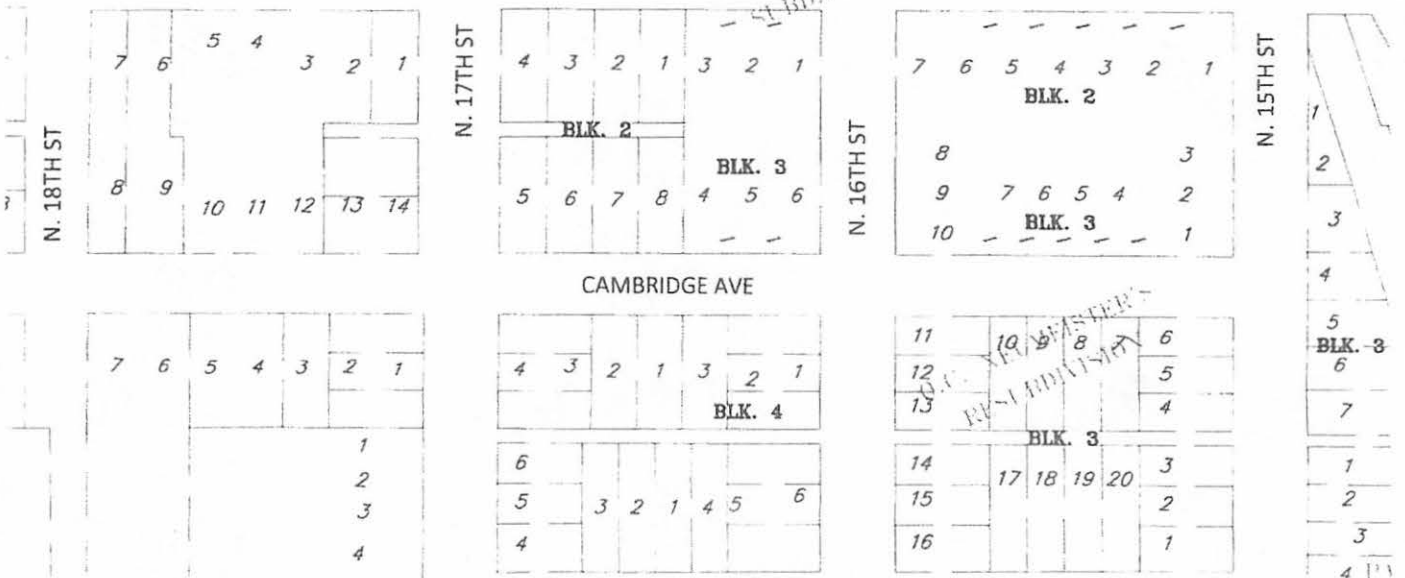 7 6 5 4 3 2 1
8 9 10 11 12 13 14
N. 18TH ST
N. 17TH ST
4 3 2 1 3 2 1
BLK. 2
BLK. 3
5 6 7 8 4 5 6
N. 16TH ST
7 6 5 4 3 2 1
BLK. 2
8 3
9 7 6 5 4 2
BLK. 3
10 1
N. 15TH ST
1
2
3
4
5
BLK. 3
6
7
1
2
3
4
CAMBRIDGE AVE
7 6 5 4 3 2 1
1
2
3
4
4 3 2 1 3 2 1
BLK. 4
6
5 3 2 1 4 5 6
4
RESUBDIVISION
11 10 9 8 7 6
12 5
13 4
BLK. 3
14 3
17 18 19 20
15 2
16 1